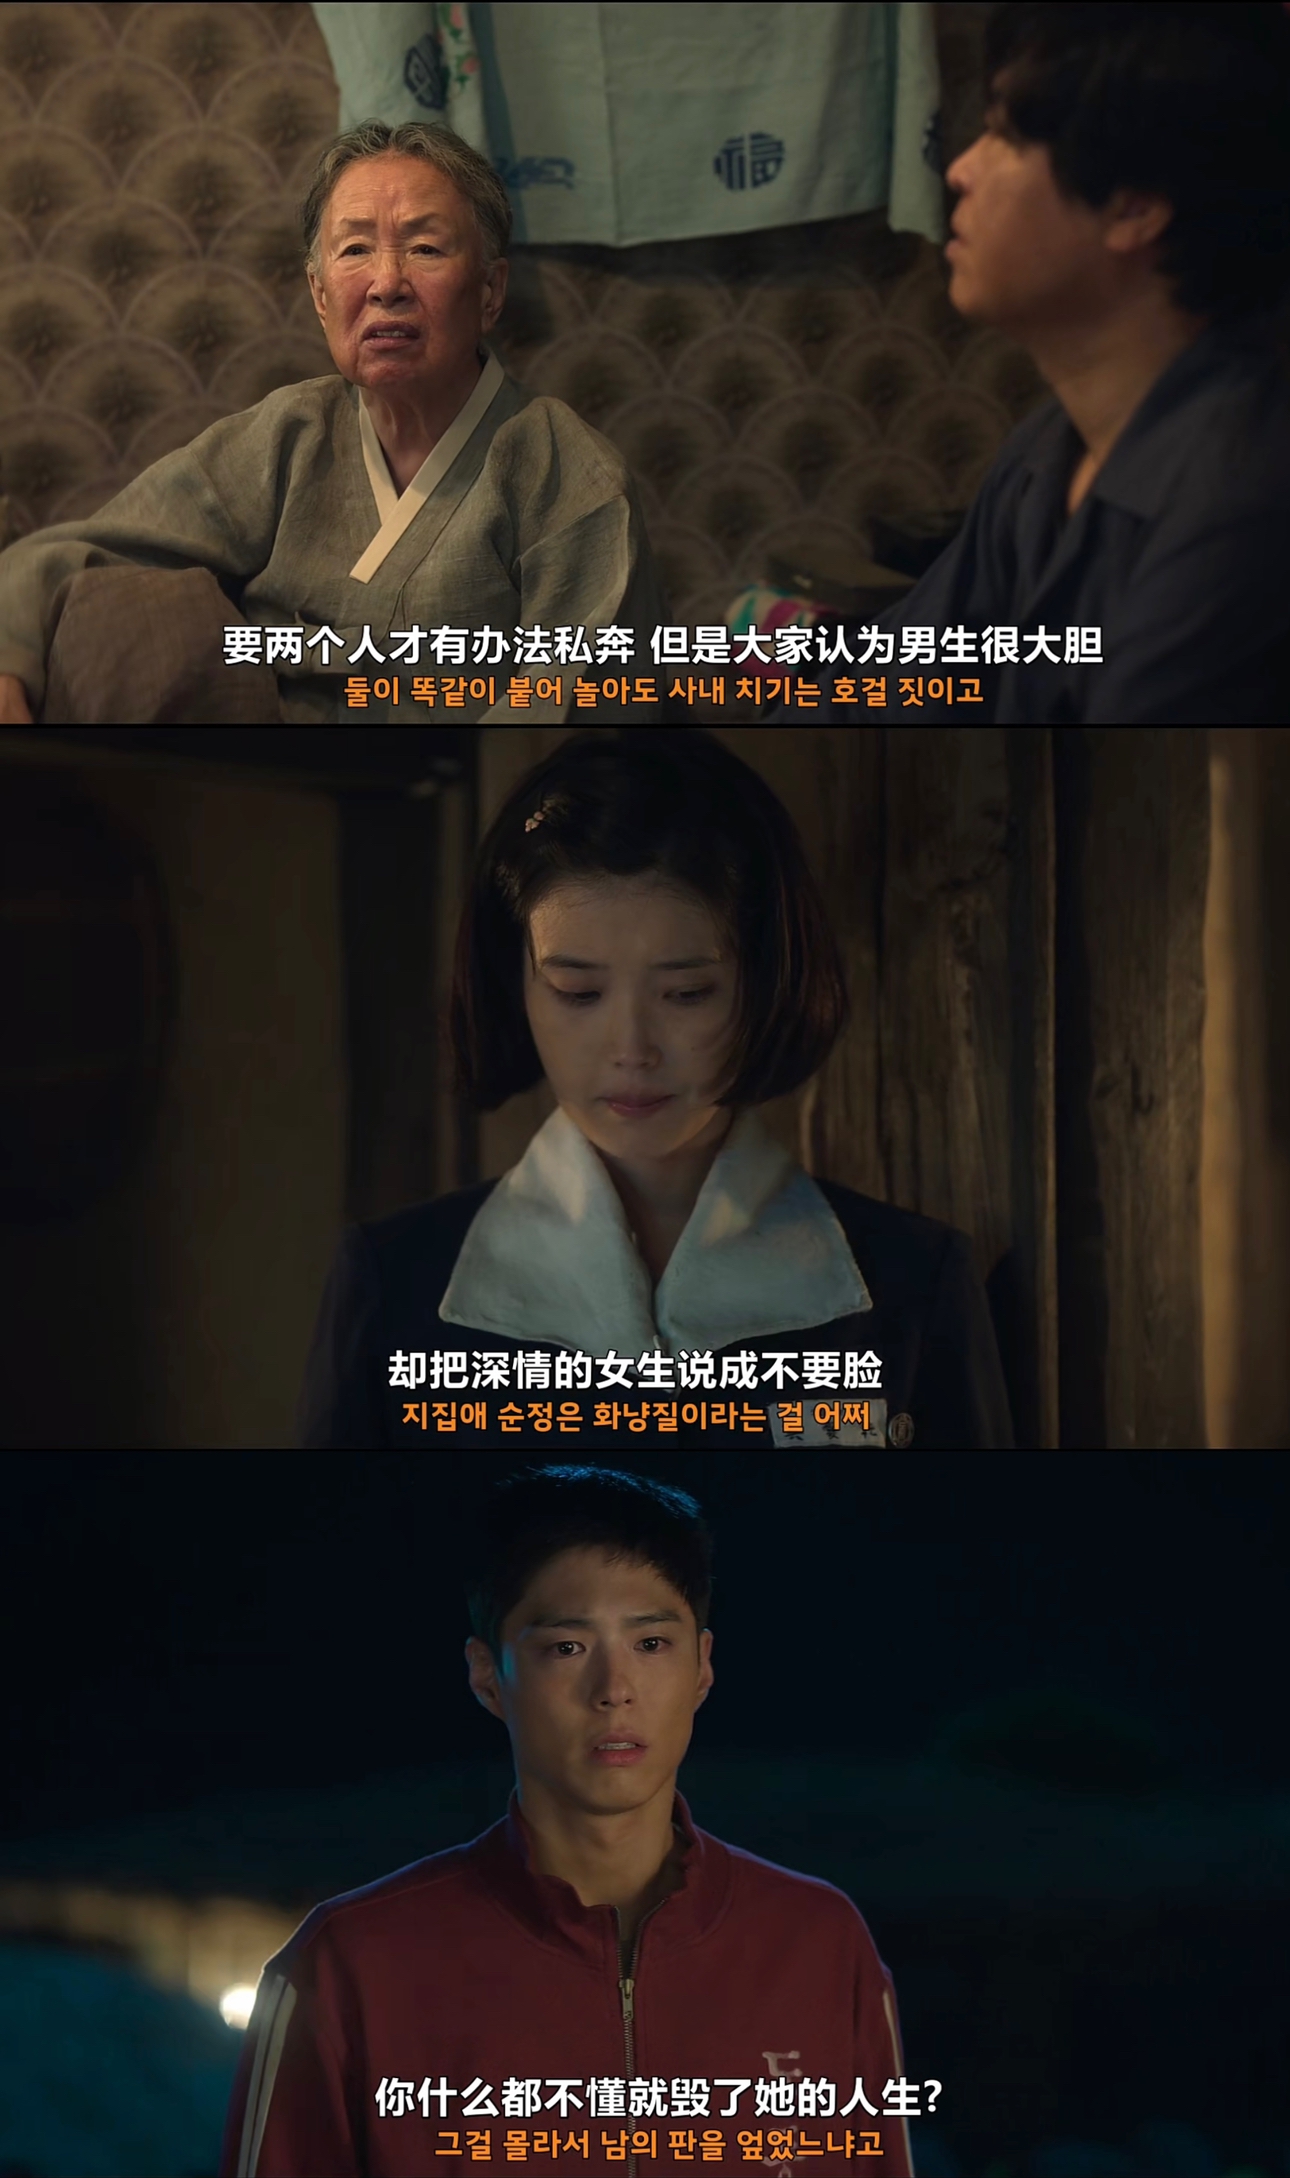 福
要两个人才有办法私奔 但是大家认为男生很大胆
둘이 똑같이 붙어 놀아도 사내 치기는 호걸 짓이고
却把深情的女生说成不要脸
지집애 순정은 화냥질이라는 걸 어쩌
你什么都不懂就毁了她的人生?
그걸 몰라서 남의 판을 엎었느냐고